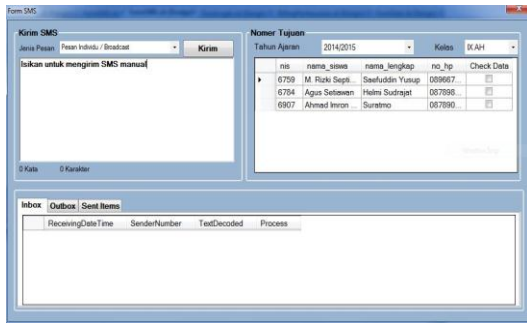 Form SMS
Kirim SMS
Jenis Pesan Pesan Individu / Broadcast Kirim
Isikan untuk mengirim SMS manual
0 Kata 0 Karakter
Nomer Tujuan
Tahun Ajaran 2014/2015 Kelas IX AH
nis nama_siswa nama_lengkap no_hp Check Data
6759 M. Rizki Septi... Saefuddin Yusup 089667...
6784 Agus Setiawan Helmi Sudrajat 087898...
6907 Ahmad Imron ... Suratmo 087890...
Inbox Outbox Sent Items
ReceivingDateTime SenderNumber TextDecoded Process